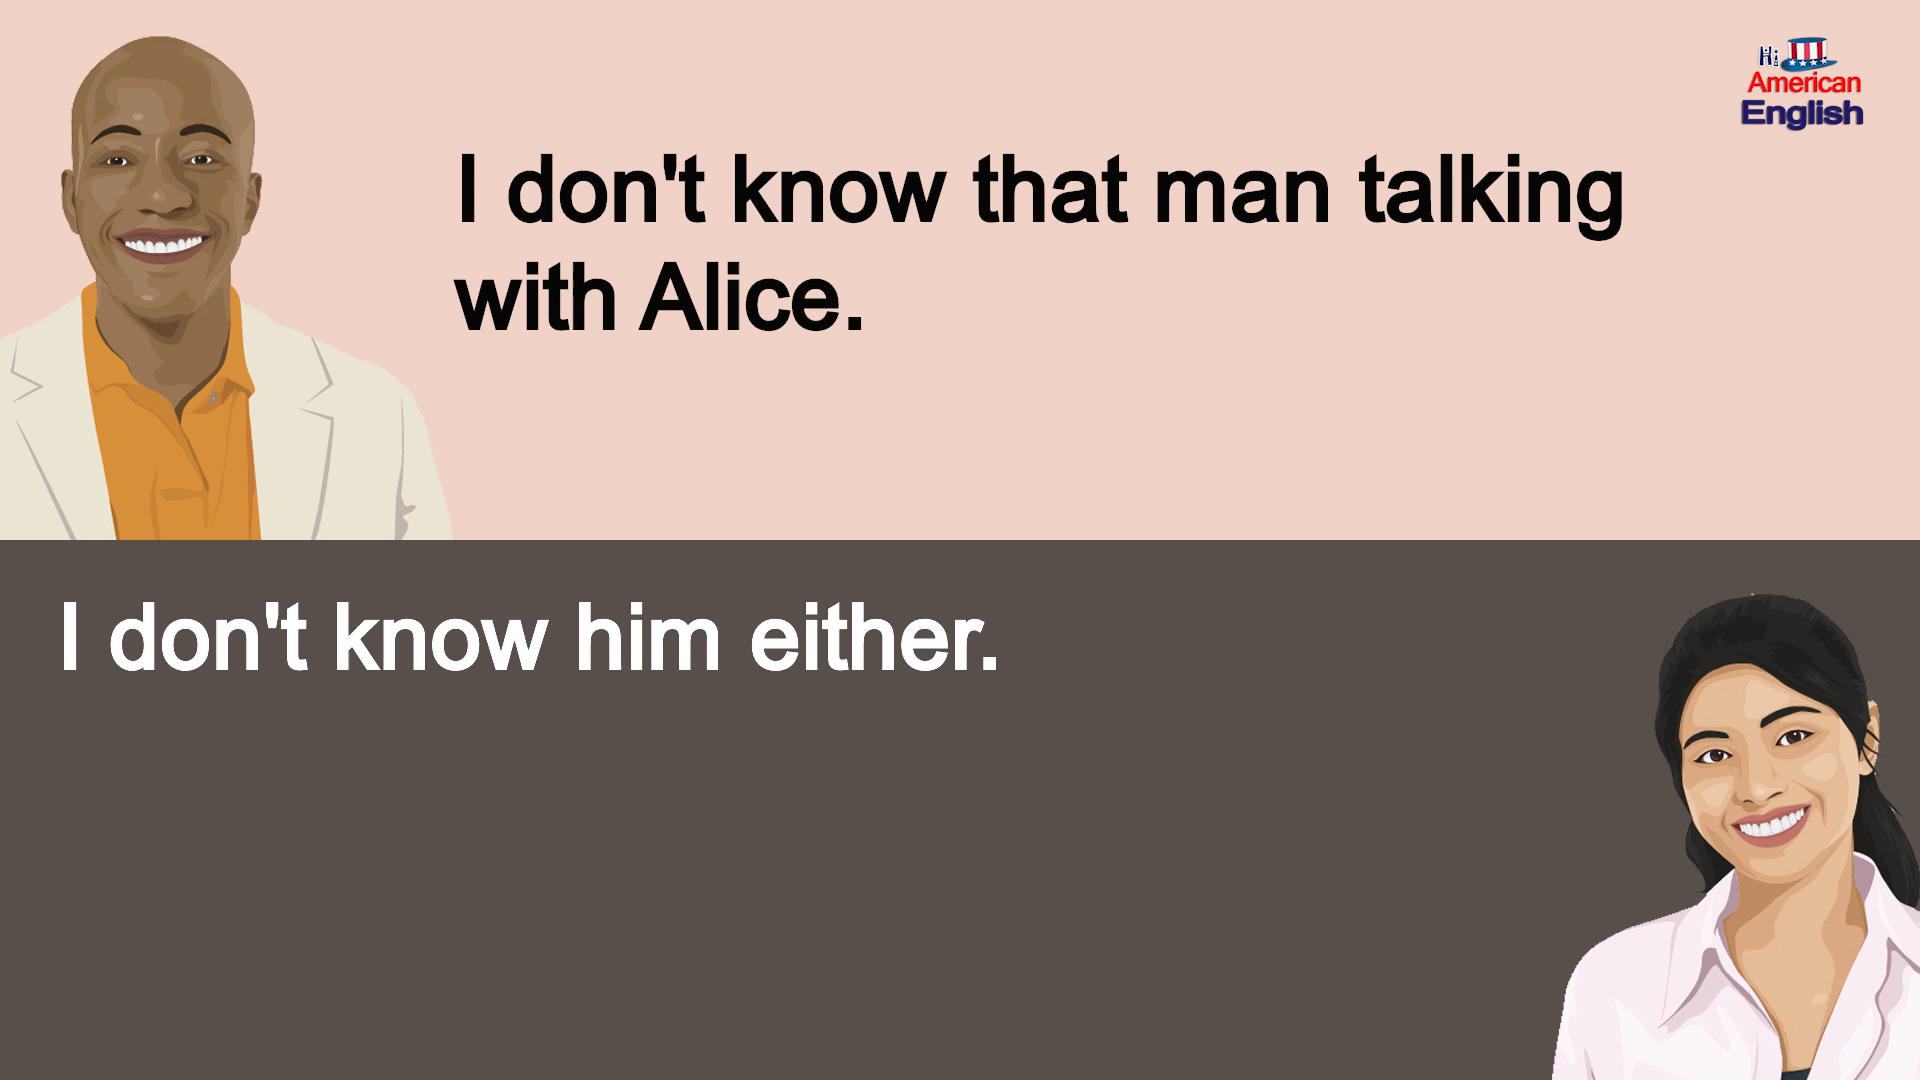 Hi
American
English
I don't know that man talking
with Alice.
I don't know him either.